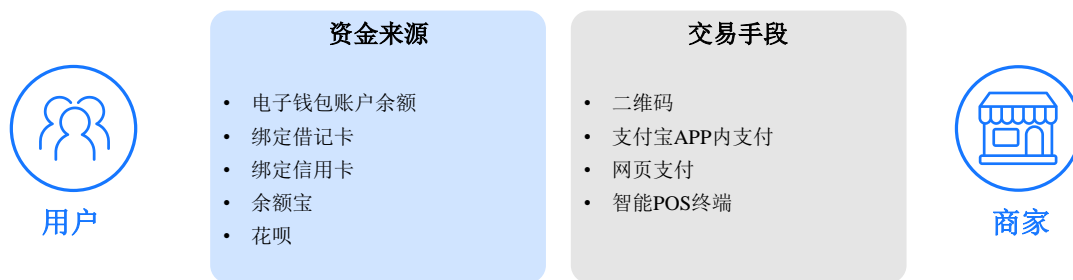 资金来源
• 电子钱包账户余额
• 绑定借记卡
• 绑定信用卡
• 余额宝
• 花呗
交易手段
• 二维码
• 支付宝APP内支付
• 网页支付
• 智能POS终端
用户
商家